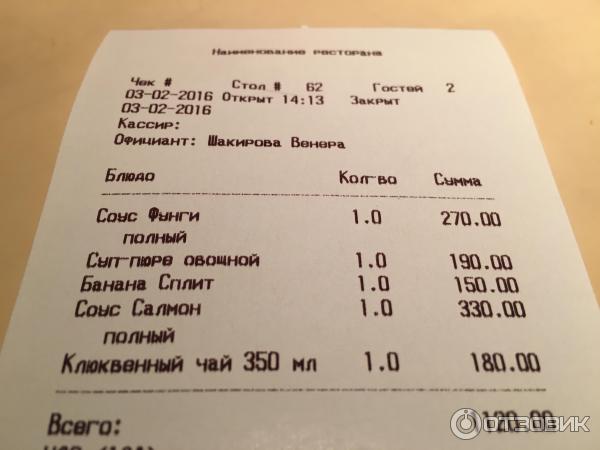 Наименование ресторана
Чек # Стол # 62 Гостей 2
03-02-2016 Открыт 14:13 Закрыт
03-02-2016
Кассир:
Официант: Шакирова Венера
Блюдо Кол-во Сумма
Соус Фунги 1.0 270.00
полный
Суп-пюре овощной 1.0 190.00
Банана Сплит 1.0 150.00
Соус Салмон 1.0 330.00
полный
Клюквенный чай 350 мл 1.0 180.00
Всего:
ОТЗОВИК